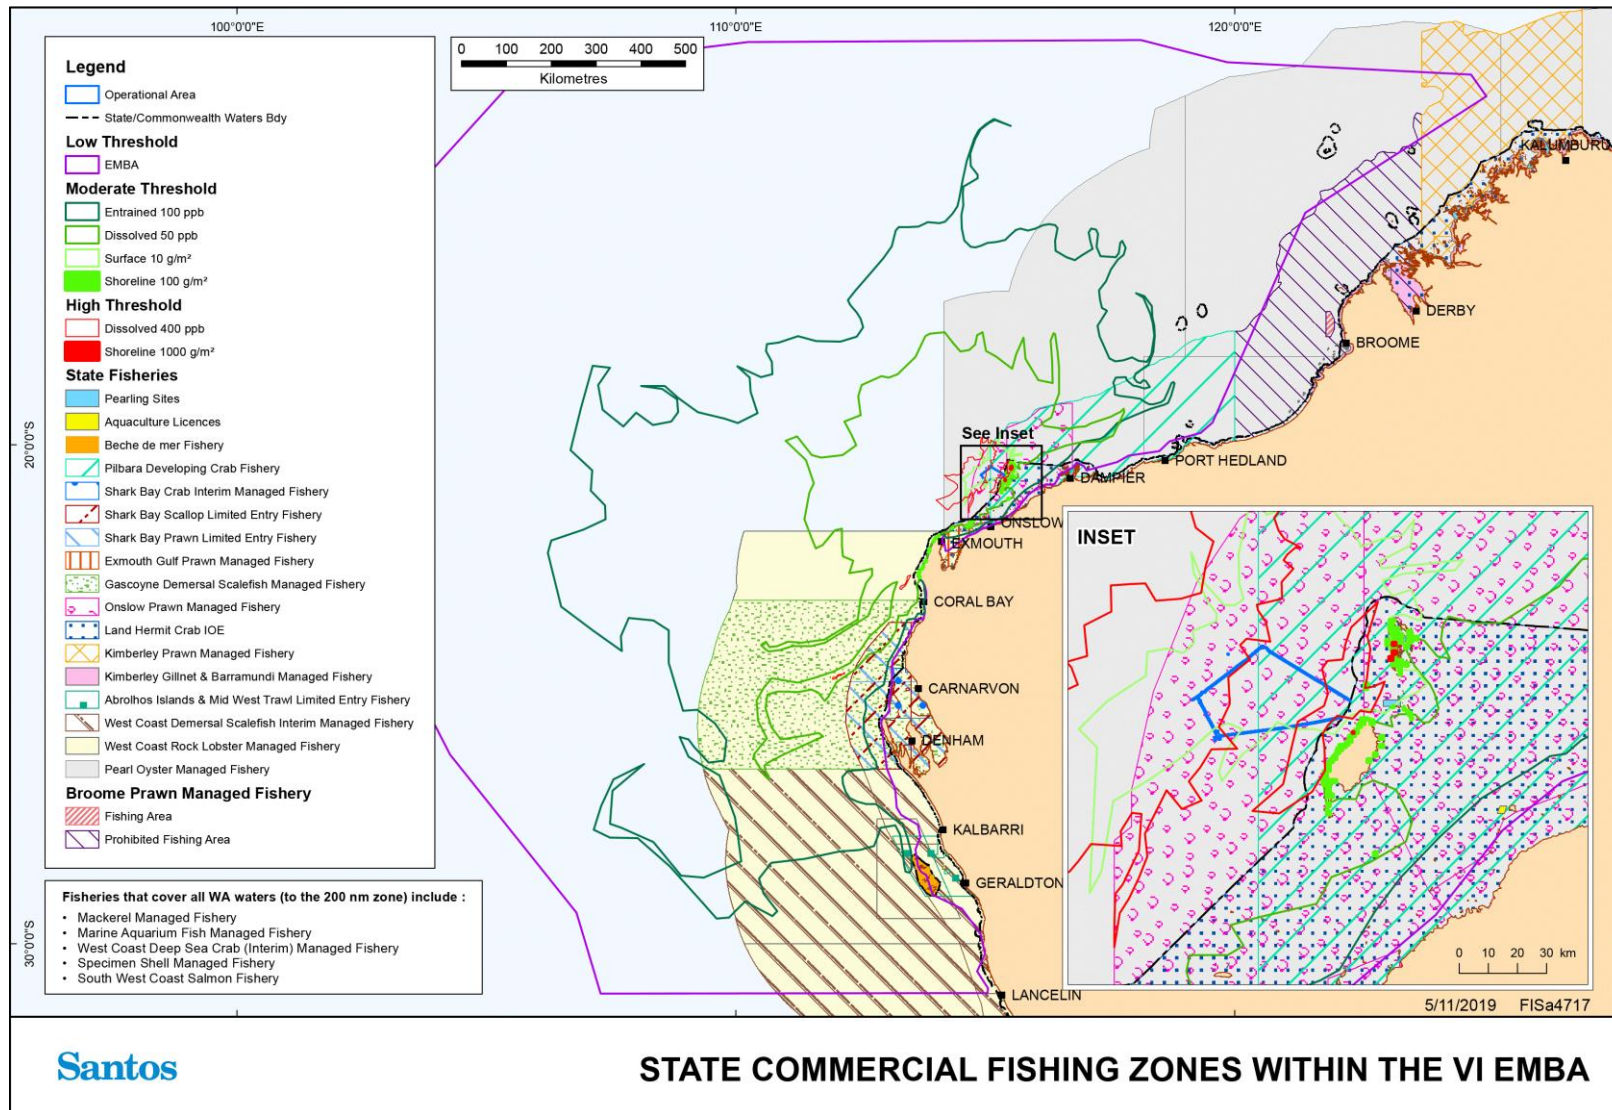 100°0'0"E
110°0'0"E
120°0'0"E
0 100 200 300 400 500
Kilometres
Legend
Operational Area
State/Commonwealth Waters Bdy
Low Threshold
EMBA
Moderate Threshold
Entrained 100 ppb
Dissolved 50 ppb
Surface 10 g/m²
Shoreline 100 g/m²
High Threshold
Dissolved 400 ppb
Shoreline 1000 g/m²
State Fisheries
Pearling Sites
Aquaculture Licences
Beche de mer Fishery
Pilbara Developing Crab Fishery
Shark Bay Crab Interim Managed Fishery
Shark Bay Scallop Limited Entry Fishery
Shark Bay Prawn Limited Entry Fishery
Exmouth Gulf Prawn Managed Fishery
Gascoyne Demersal Scalefish Managed Fishery
Onslow Prawn Managed Fishery
Land Hermit Crab IOE
Kimberley Prawn Managed Fishery
Kimberley Gillnet & Barramundi Managed Fishery
Abrolhos Islands & Mid West Trawl Limited Entry Fishery
West Coast Demersal Scalefish Interim Managed Fishery
West Coast Rock Lobster Managed Fishery
Pearl Oyster Managed Fishery
Broome Prawn Managed Fishery
Fishing Area
Prohibited Fishing Area
Fisheries that cover all WA waters (to the 200 nm zone) include :
• Mackerel Managed Fishery
• Marine Aquarium Fish Managed Fishery
• West Coast Deep Sea Crab (Interim) Managed Fishery
• Specimen Shell Managed Fishery
• South West Coast Salmon Fishery
20°0'0"S
30°0'0"S
KALUMBURU
DERBY
BROOME
See Inset
PORT HEDLAND
DAMPIER
ONSLOW
EXMOUTH
CORAL BAY
CARNARVON
DENHAM
KALBARRI
GERALDTON
LANCELIN
INSET
0 10 20 30 km
5/11/2019 FISa4717
Santos
STATE COMMERCIAL FISHING ZONES WITHIN THE VI EMBA